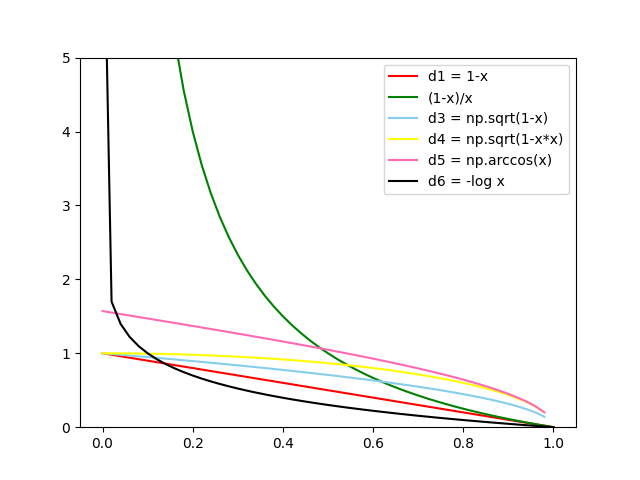 5
4
3
2
1
0
0.0 0.2 0.4 0.6 0.8 1.0
d1 = 1-x
(1-x)/x
d3 = np.sqrt(1-x)
d4 = np.sqrt(1-x*x)
d5 = np.arccos(x)
d6 = -log x